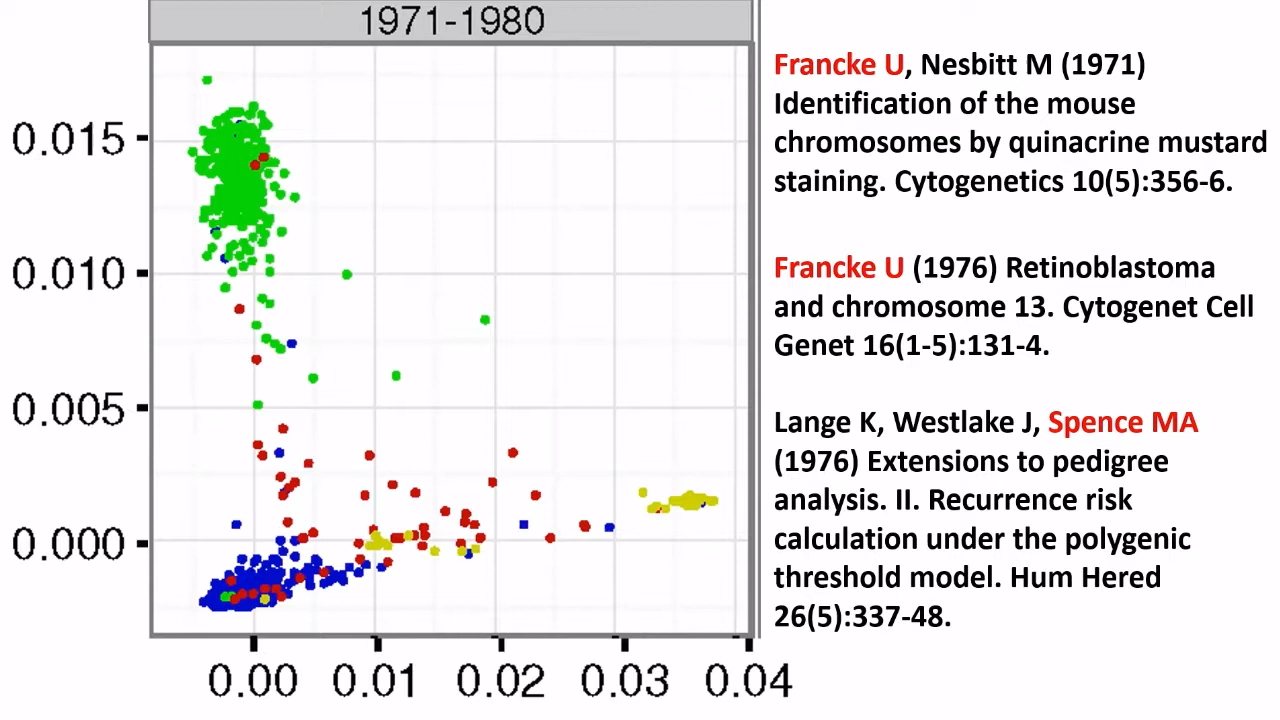 1971-1980
0.015
0.010
0.005
0.000
0.00 0.01 0.02 0.03 0.04
Francke U, Nesbitt M (1971)
Identification of the mouse
chromosomes by quinacrine mustard
staining. Cytogenetics 10(5):356-6.
Francke U (1976) Retinoblastoma
and chromosome 13. Cytogenet Cell
Genet 16(1-5):131-4.
Lange K, Westlake J, Spence MA
(1976) Extensions to pedigree
analysis. II. Recurrence risk
calculation under the polygenic
threshold model. Hum Hered
26(5):337-48.